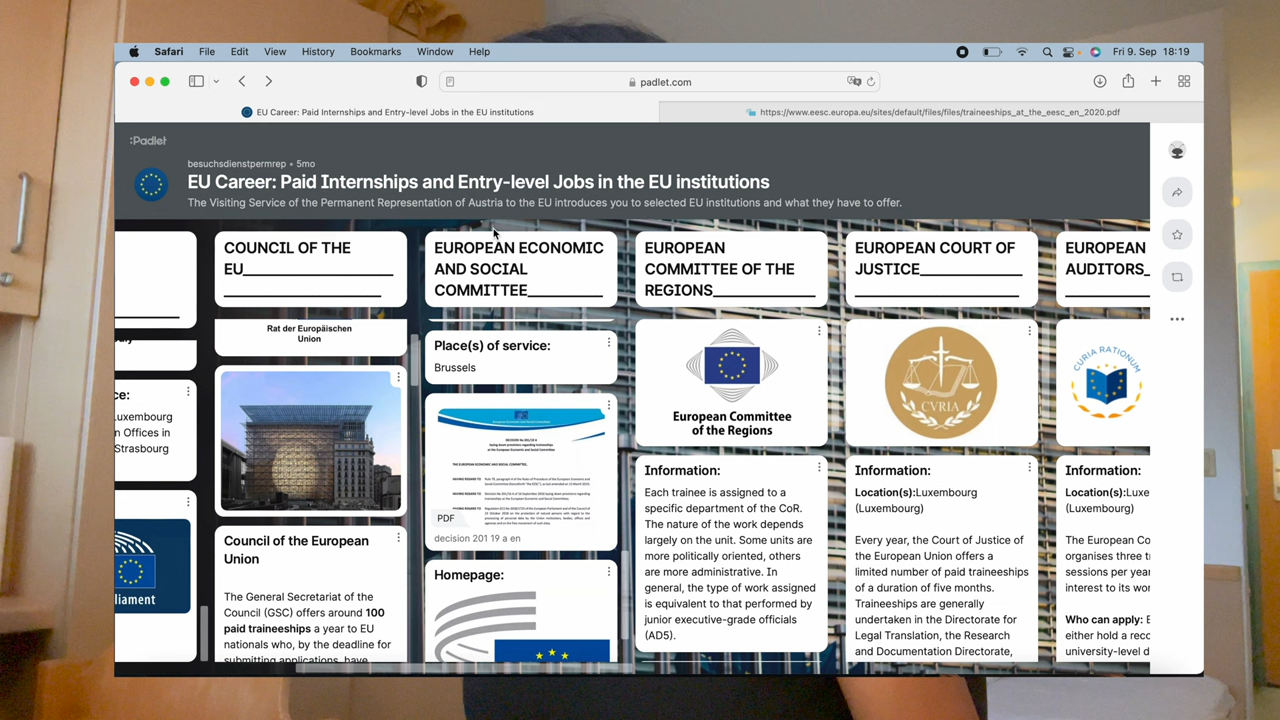 Safari File Edit View History Bookmarks Window Help Fri 9. Sep 18:19
padlet.com
EU Career: Paid Internships and Entry-level Jobs in the EU institutions
https://www.eesc.europa.eu/sites/default/files/files/traineeships_at_the_eesc_en_2020.pdf
:Padlet
besuchsdienstpermrep • 5mo
EU Career: Paid Internships and Entry-level Jobs in the EU institutions
The Visiting Service of the Permanent Representation of Austria to the EU introduces you to selected EU institutions and what they have to offer.
ce:
uxembourg
n Offices in
Strasbourg
liament
COUNCIL OF THE
EU
Rat der Europäischen
Union
Council of the European
Union
The General Secretariat of the
Council (GSC) offers around 100
paid traineeships a year to EU
nationals who, by the deadline for
submitting applications, have
EUROPEAN ECONOMIC
AND SOCIAL
COMMITTEE
Place(s) of service:
Brussels
PDF
decision 201 19 a en
Homepage:
EUROPEAN
COMMITTEE OF THE
REGIONS
European Committee
of the Regions
Information:
Each trainee is assigned to a
specific department of the CoR.
The nature of the work depends
largely on the unit. Some units are
more politically oriented, others
are more administrative. In
general, the type of work assigned
is equivalent to that performed by
junior executive-grade officials
(AD5).
EUROPEAN COURT OF
JUSTICE
CVRIA
Information:
Location(s):Luxembourg
(Luxembourg)
Every year, the Court of Justice of
the European Union offers a
limited number of paid traineeships
of a duration of five months.
Traineeships are generally
undertaken in the Directorate for
Legal Translation, the Research
and Documentation Directorate,
EUROPEAN
AUDITORS
CURIA RATIONUM
Information:
Location(s):Luxe
(Luxembourg)
The European Co
organises three t
sessions per year
interest to its wor
Who can apply: E
either hold a reco
university-level d